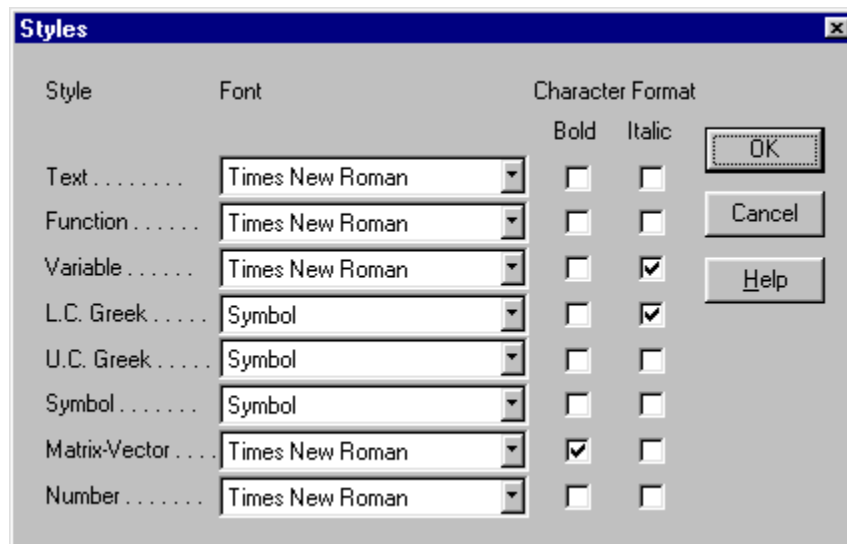 Styles
Style Font Character Format
Bold Italic
OK
Text . . . . . . . . Times New Roman
Cancel
Function . . . . . . Times New Roman
Variable . . . . . . Times New Roman
Help
L.C. Greek . . . . . Symbol
U.C. Greek . . . . . Symbol
Symbol . . . . . . . Symbol
Matrix-Vector . . . . Times New Roman
Number . . . . . . . Times New Roman